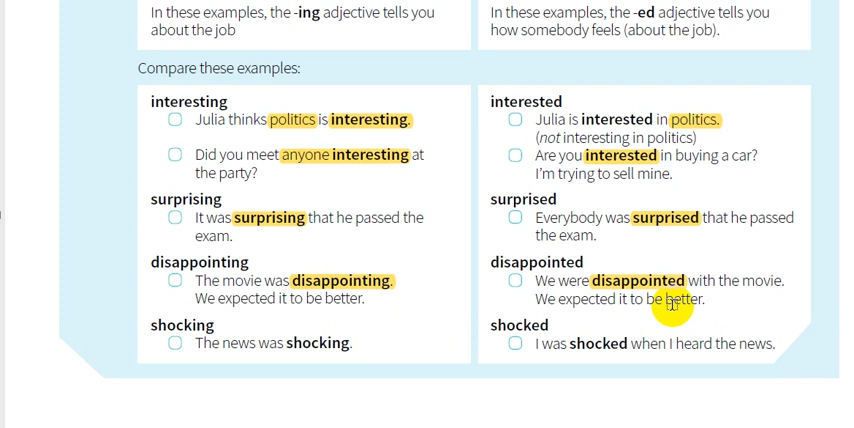 In these examples, the -ing adjective tells you
about the job
In these examples, the -ed adjective tells you
how somebody feels (about the job).
Compare these examples:
interesting
Julia thinks politics is interesting.
Did you meet anyone interesting at
the party?
surprising
It was surprising that he passed the
exam.
disappointing
The movie was disappointing.
We expected it to be better.
shocking
The news was shocking.
interested
Julia is interested in politics.
(not interesting in politics)
Are you interested in buying a car?
I'm trying to sell mine.
surprised
Everybody was surprised that he passed
the exam.
disappointed
We were disappointed with the movie.
We expected it to be better.
shocked
I was shocked when I heard the news.